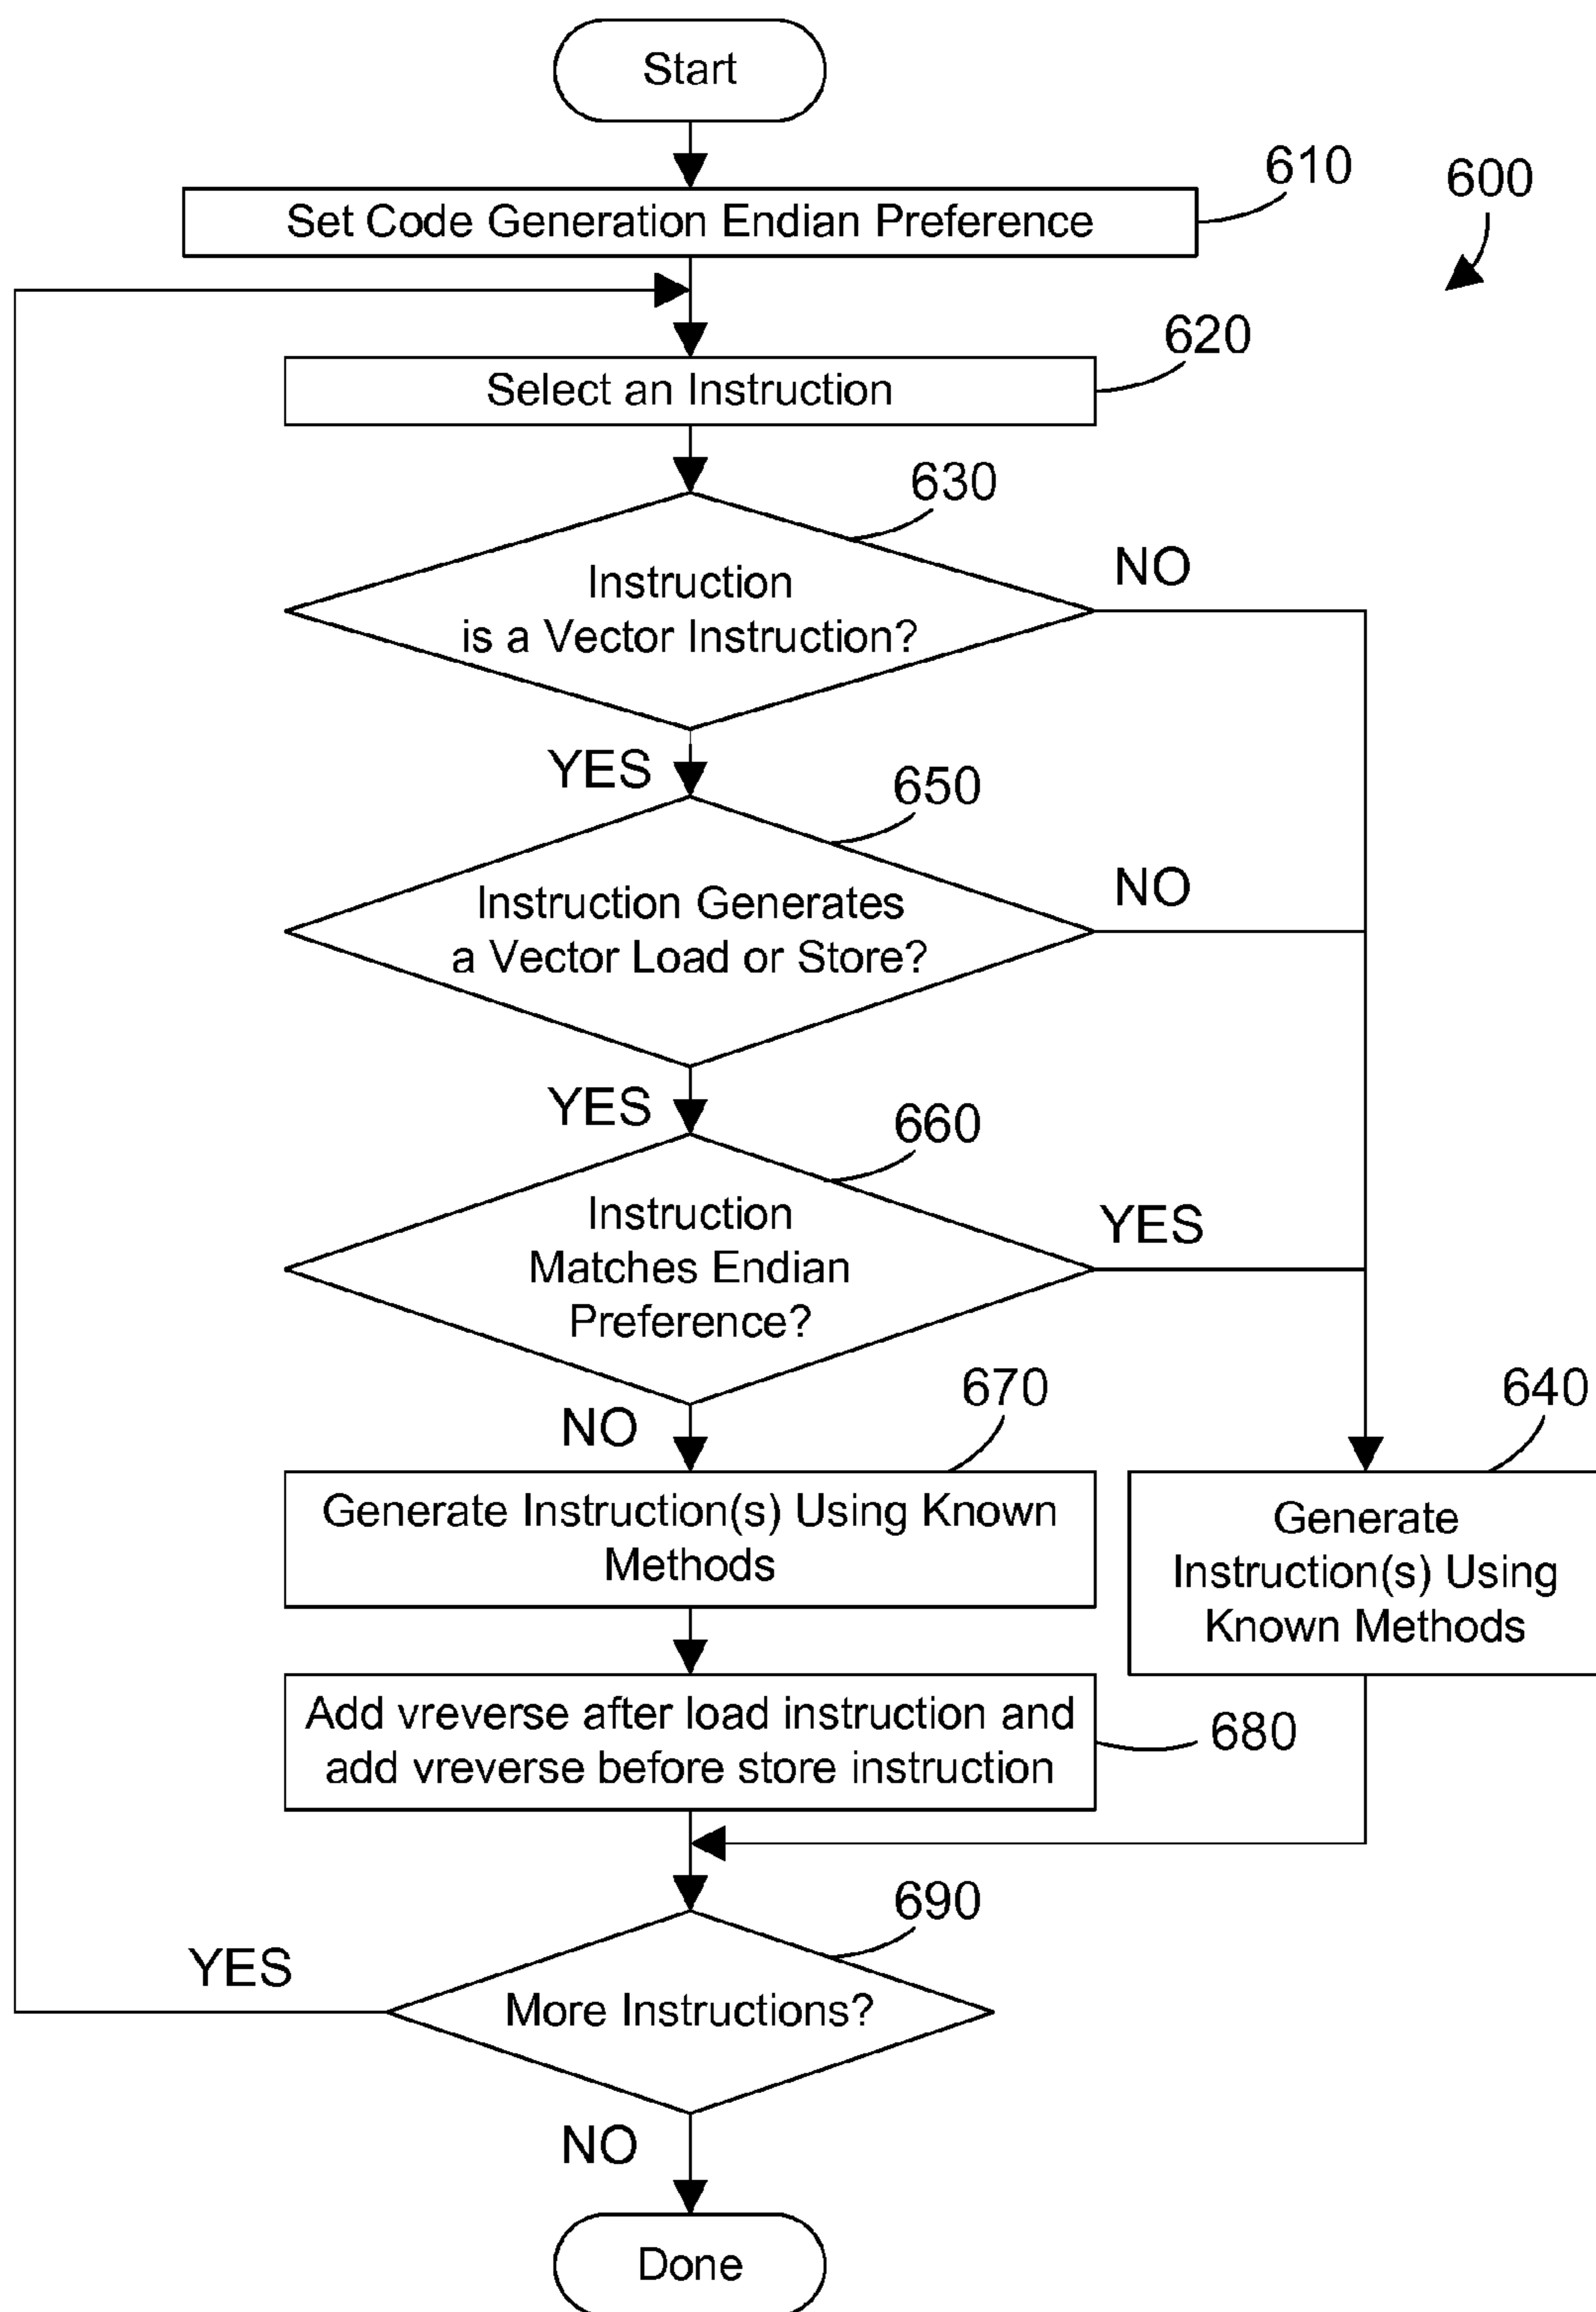 Start
610
600
Set Code Generation Endian Preference
620
Select an Instruction
630
NO
Instruction
is a Vector Instruction?
YES
650
NO
Instruction Generates
a Vector Load or Store?
YES
660
YES
Instruction
Matches Endian
Preference?
670
640
NO
Generate Instruction(s) Using Known
Methods
Generate
Instruction(s) Using
Known Methods
Add vreverse after load instruction and
add vreverse before store instruction
680
690
YES
More Instructions?
NO
Done